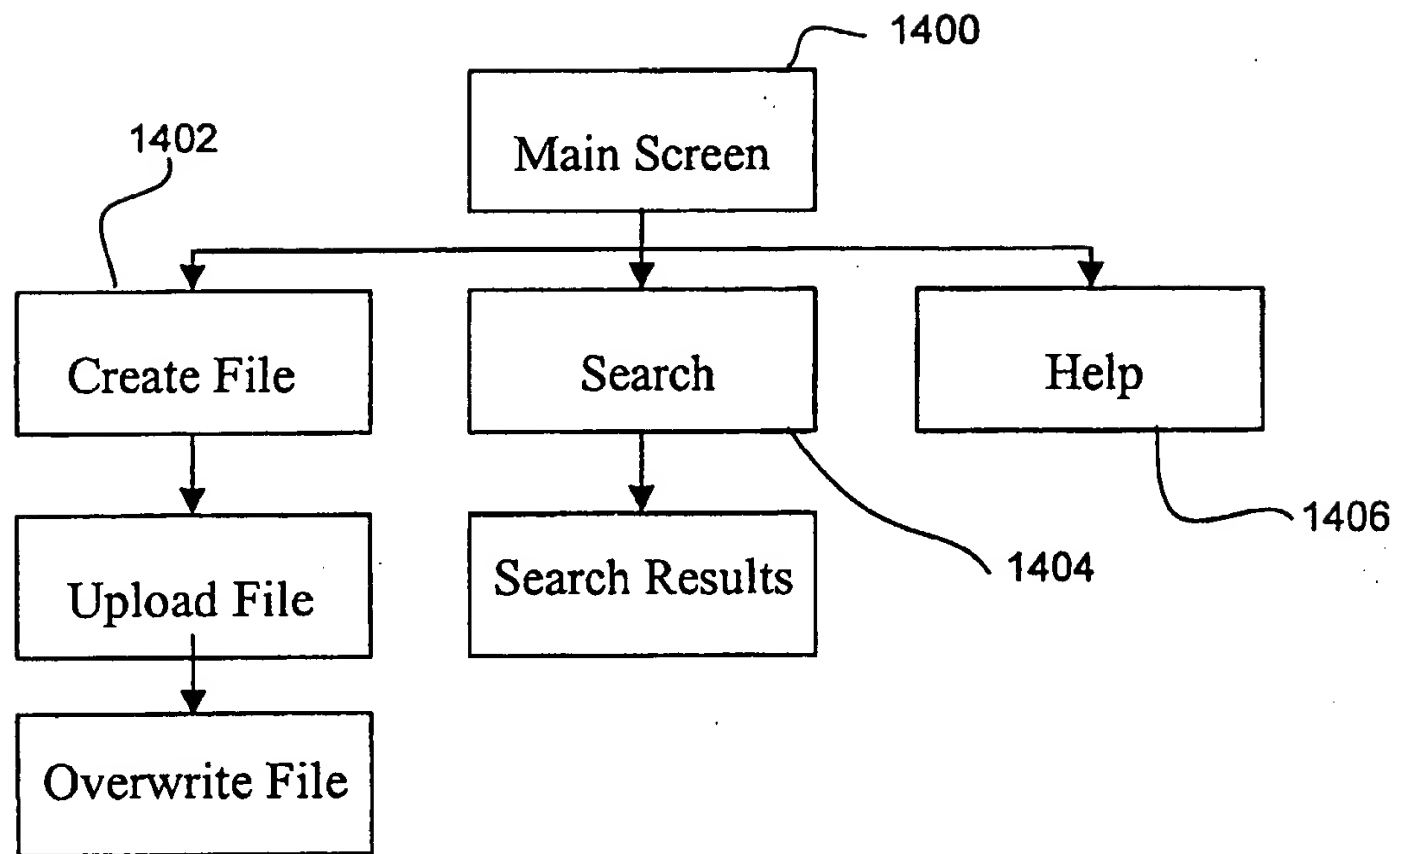 1400
Main Screen
1402
Create File
Search
Help
1406
1404
Upload File
Search Results
Overwrite File